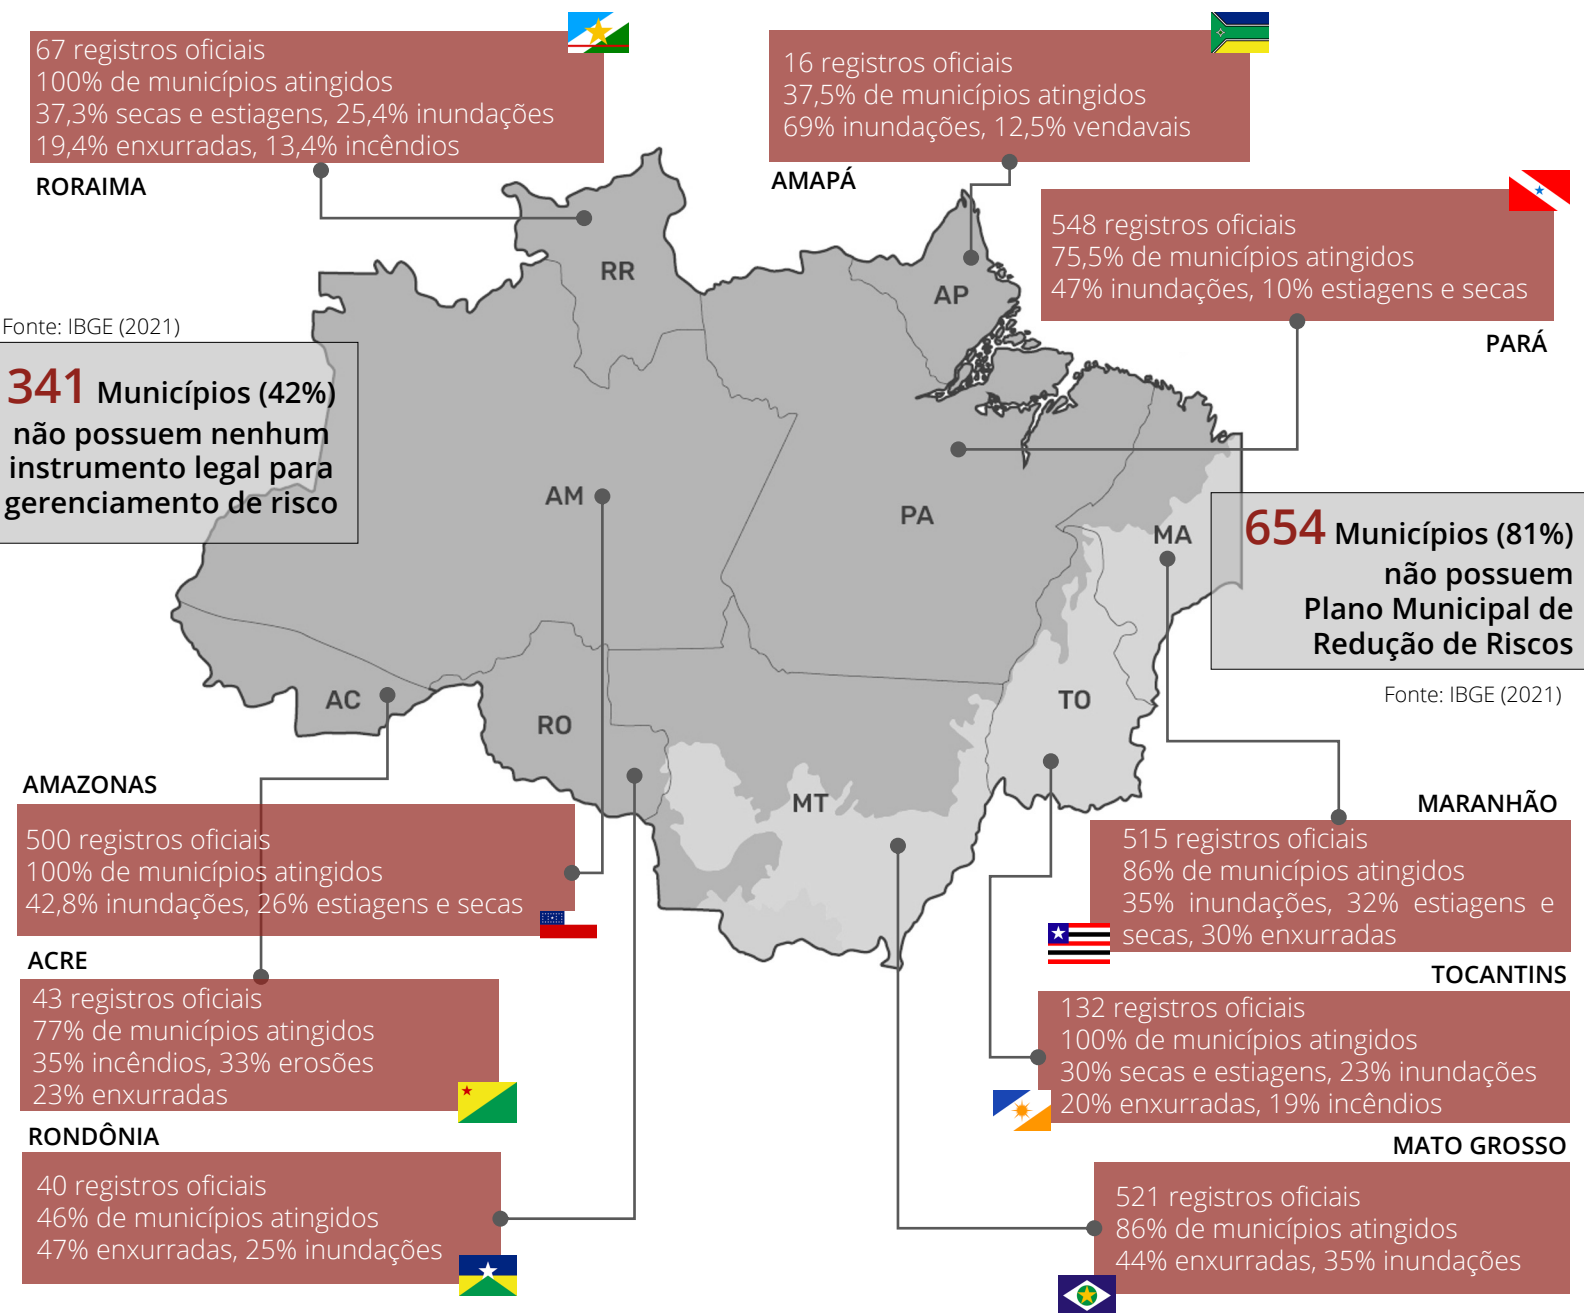 67 registros oficiais
100% de municípios atingidos
37,3% secas e estiagens, 25,4% inundações
19,4% enxurradas, 13,4% incêndios
RORAIMA
16 registros oficiais
37,5% de municípios atingidos
69% inundações, 12,5% vendavais
AMAPÁ
548 registros oficiais
75,5% de municípios atingidos
47% inundações, 10% estiagens e secas
PARÁ
Fonte: IBGE (2021)
341 Municípios (42%)
não possuem nenhum
instrumento legal para
gerenciamento de risco
RR
AP
AM
PA
MA
AC
RO
TO
MT
654 Municípios (81%)
não possuem
Plano Municipal de
Redução de Riscos
Fonte: IBGE (2021)
AMAZONAS
500 registros oficiais
100% de municípios atingidos
42,8% inundações, 26% estiagens e secas
ACRE
43 registros oficiais
77% de municípios atingidos
35% incêndios, 33% erosões
23% enxurradas
RONDÔNIA
40 registros oficiais
46% de municípios atingidos
47% enxurradas, 25% inundações
MARANHÃO
515 registros oficiais
86% de municípios atingidos
35% inundações, 32% estiagens e
secas, 30% enxurradas
TOCANTINS
132 registros oficiais
100% de municípios atingidos
30% secas e estiagens, 23% inundações
20% enxurradas, 19% incêndios
MATO GROSSO
521 registros oficiais
86% de municípios atingidos
44% enxurradas, 35% inundações